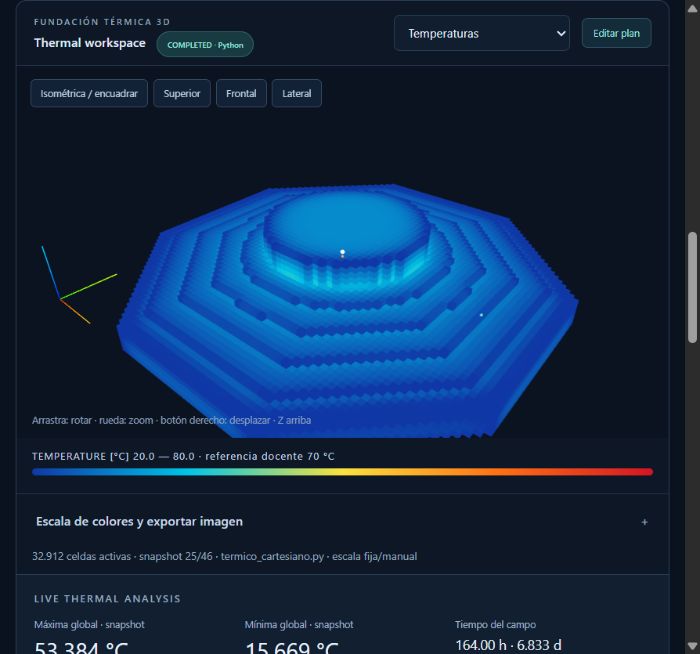 FUNDACIÓN TÉRMICA 3D
Thermal workspace
COMPLETED · Python
Temperaturas
Editar plan
Isométrica / encuadrar
Superior
Frontal
Lateral
Arrastra: rotar · rueda: zoom · botón derecho: desplazar · Z arriba
TEMPERATURE [°C] 20.0 — 80.0 · referencia docente 70 °C
Escala de colores y exportar imagen
+
32.912 celdas activas · snapshot 25/46 · termico_cartesiano.py · escala fija/manual
LIVE THERMAL ANALYSIS
Máxima global · snapshot
Mínima global · snapshot
Tiempo del campo
53.384 °C
15.669 °C
164.00 h · 6.833 d